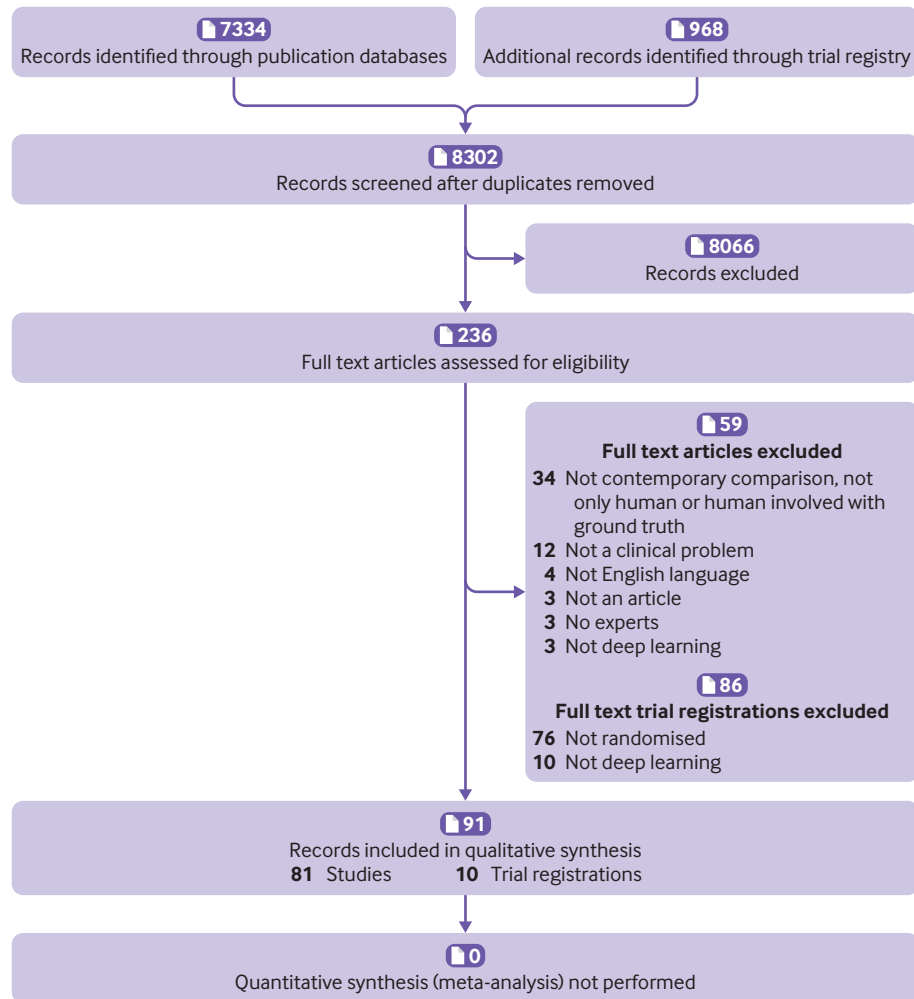 7334
Records identified through publication databases
968
Additional records identified through trial registry
8302
Records screened after duplicates removed
8066
Records excluded
236
Full text articles assessed for eligibility
59
Full text articles excluded
34 Not contemporary comparison, not
only human or human involved with
ground truth
12 Not a clinical problem
4 Not English language
3 Not an article
3 No experts
3 Not deep learning
86
Full text trial registrations excluded
76 Not randomised
10 Not deep learning
91
Records included in qualitative synthesis
81 Studies 10 Trial registrations
0
Quantitative synthesis (meta-analysis) not performed